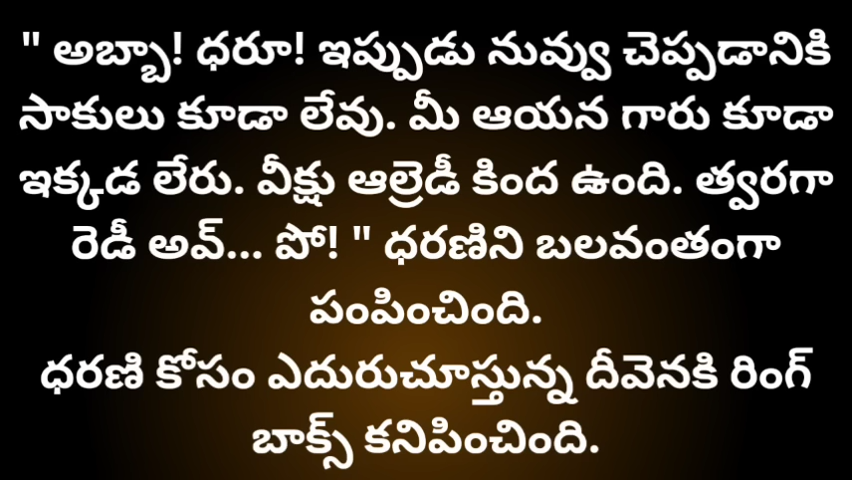 " అబ్బా! ధరూ! ఇప్పుడు నువ్వు చెప్పడానికి
సాకులు కూడా లేవు. మీ ఆయన గారు కూడా
ఇక్కడ లేరు. వీక్షు ఆల్రెడీ కింద ఉంది. త్వరగా
రెడీ అవ్... పో! " ధరణిని బలవంతంగా
పంపించింది.
ధరణి కోసం ఎదురుచూస్తున్న దీవెనకి రింగ్
బాక్స్ కనిపించింది.